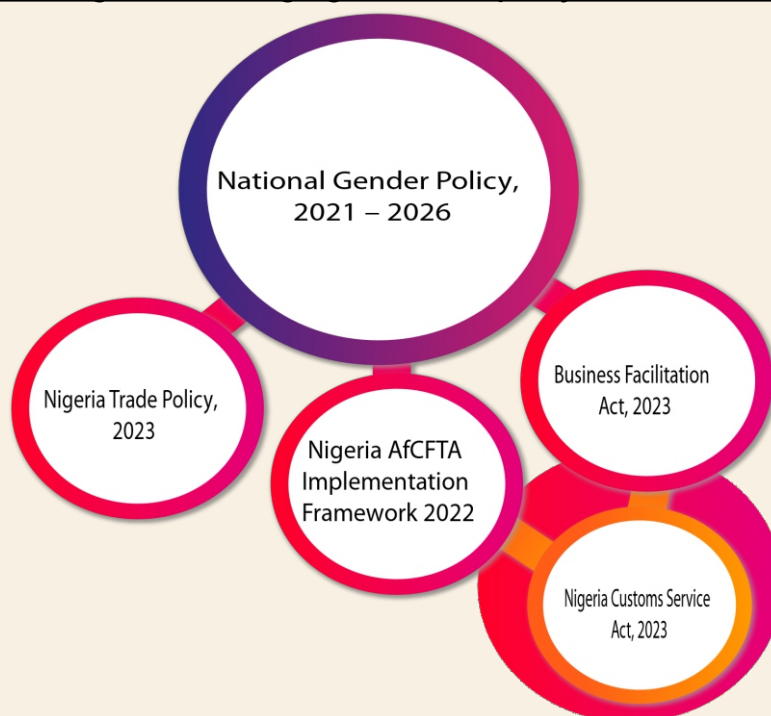 National Gender Policy,
2021 – 2026
Nigeria Trade Policy,
2023
Nigeria AfCFTA
Implementation
Framework 2022
Business Facilitation
Act, 2023
Nigeria Customs Service
Act, 2023